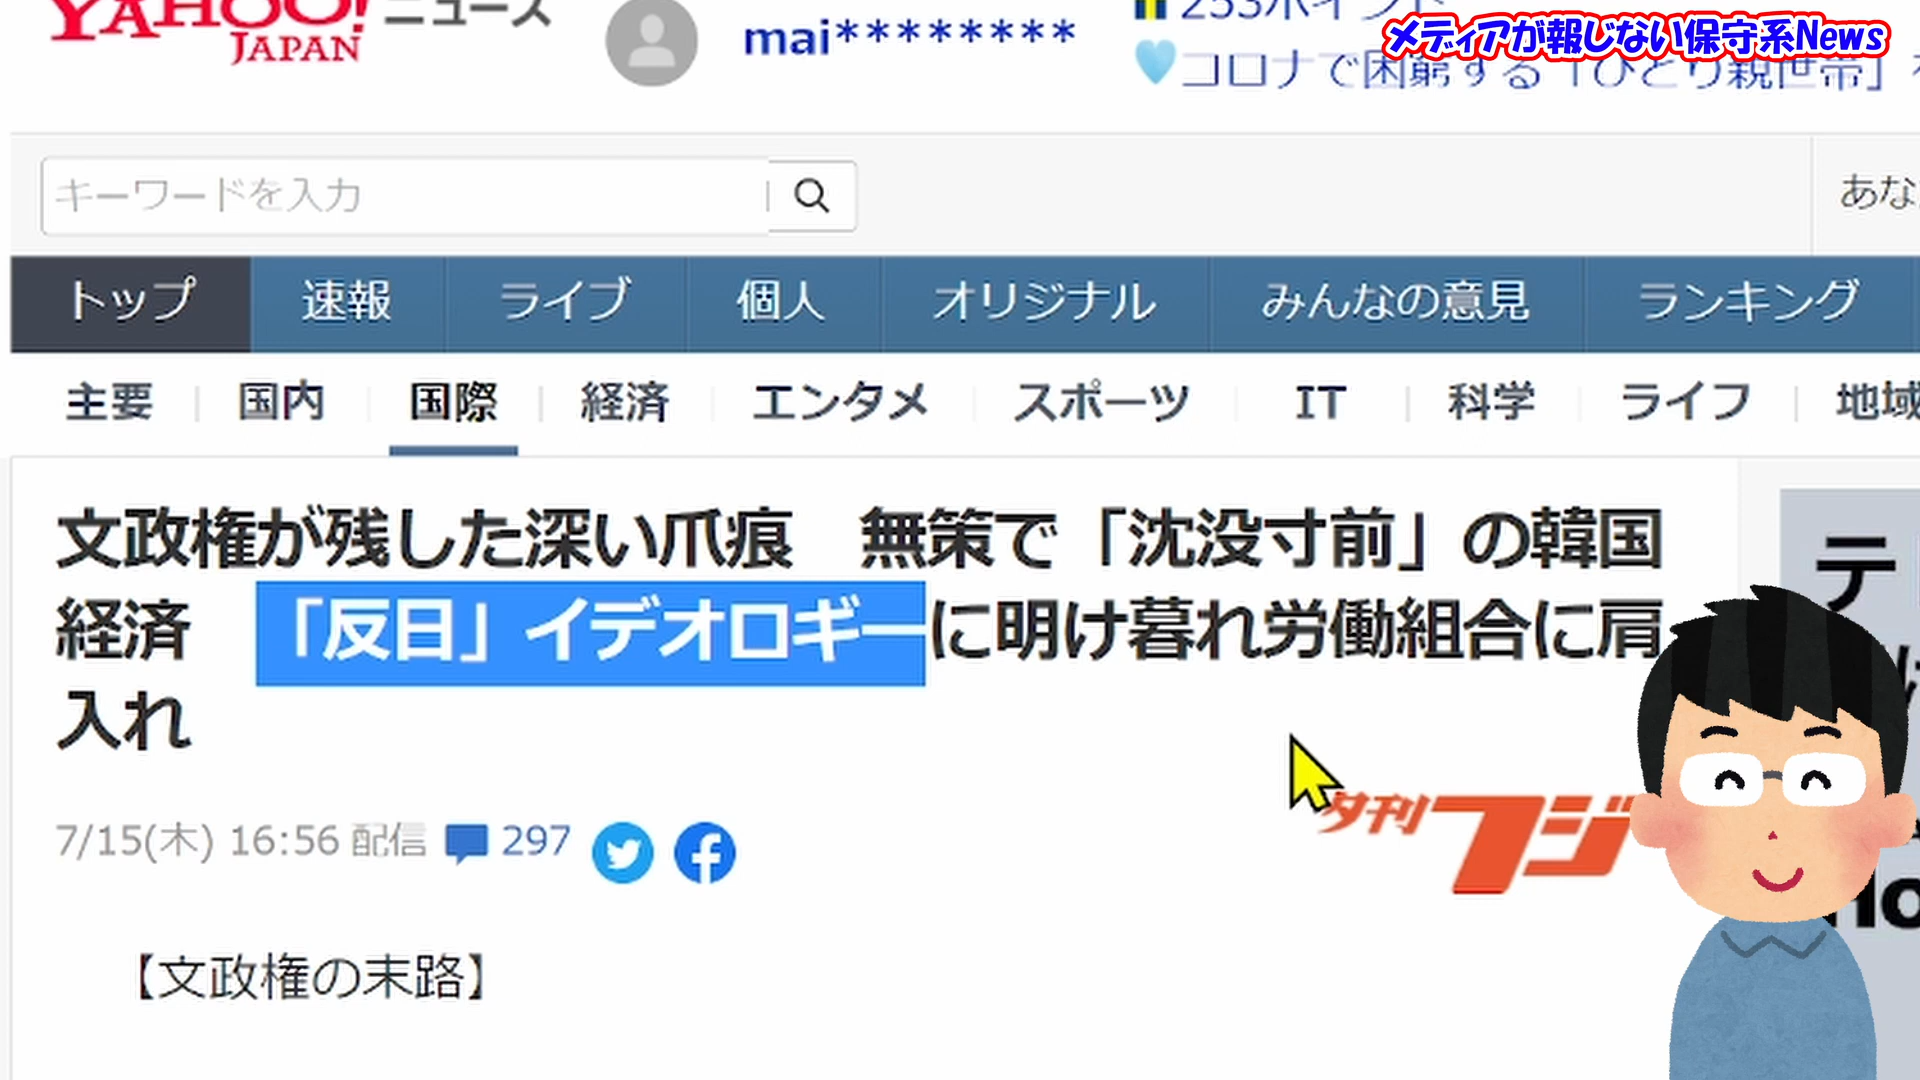 YAHOO! ニュース
JAPAN
mai********
253ポイント
メディアが報じない保守系News
コロナで困窮する「ひとり親世帯」
キーワードを入力
あな
トップ 速報 ライブ 個人 オリジナル みんなの意見 ランキング
主要 国内 国際 経済 エンタメ スポーツ IT 科学 ライフ 地域
文政権が残した深い爪痕 無策で「沈没寸前」の韓国
経済 「反日」イデオロギーに明け暮れ労働組合に肩
入れ
テ
7/15(木) 16:56 配信 297
夕刊フジ
【文政権の末路】